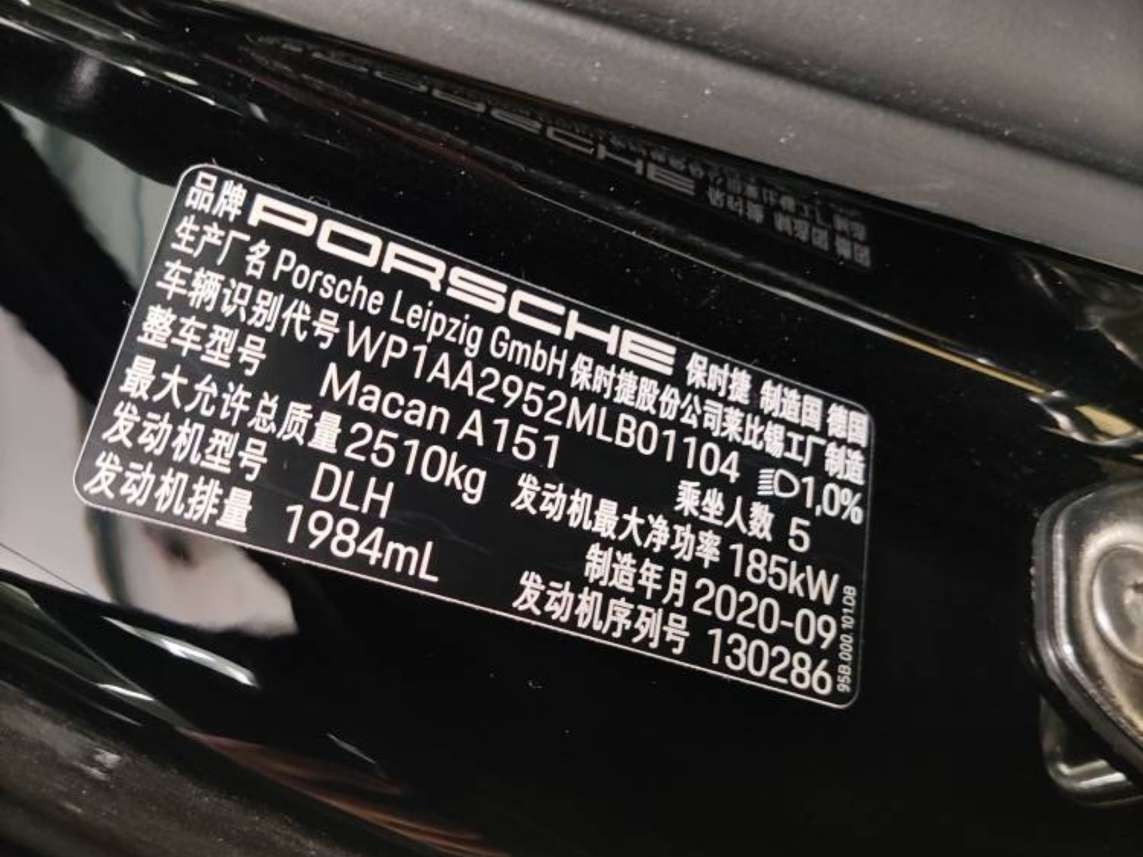 品牌 PORSCHE 保时捷 制造国 德国
生产厂名 Porsche Leipzig GmbH 保时捷股份公司莱比锡工厂制造
车辆识别代号 WP1AA2952MLB01104 1,0%
整车型号 Macan A151 乘坐人数 5
最大允许总质量 2510kg 发动机最大净功率 185kW
发动机型号 DLH 制造年月 2020-09
发动机排量 1984mL 发动机序列号 130286
95B.000.101.DB